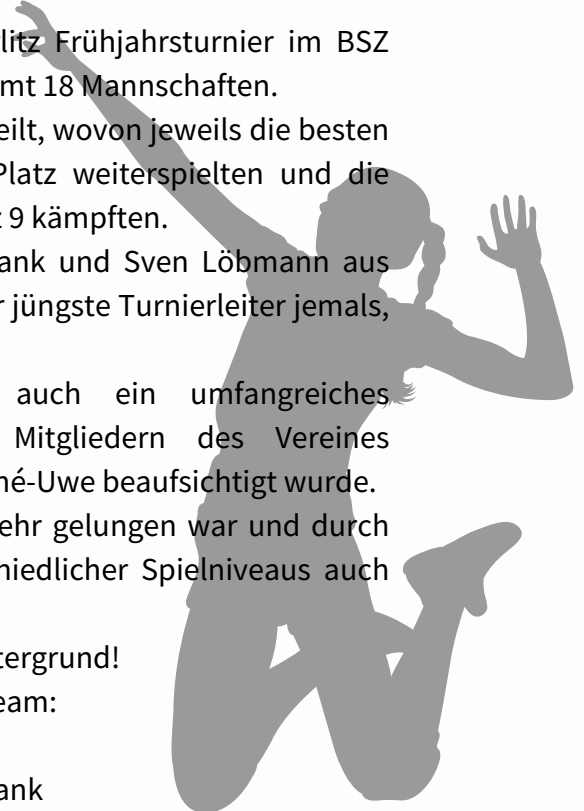 litz Frühjahrsturnier im BSZ
mt 18 Mannschaften.
eilt, wovon jeweils die besten
Platz weiterspielten und die
z 9 kämpften.
ank und Sven Löbmann aus
r jüngste Turnierleiter jemals,
auch ein umfangreiches
Mitgliedern des Vereines
né-Uwe beaufsichtigt wurde.
ehr gelungen war und durch
hiedlicher Spielniveaus auch
tergrund!
eam:
ank